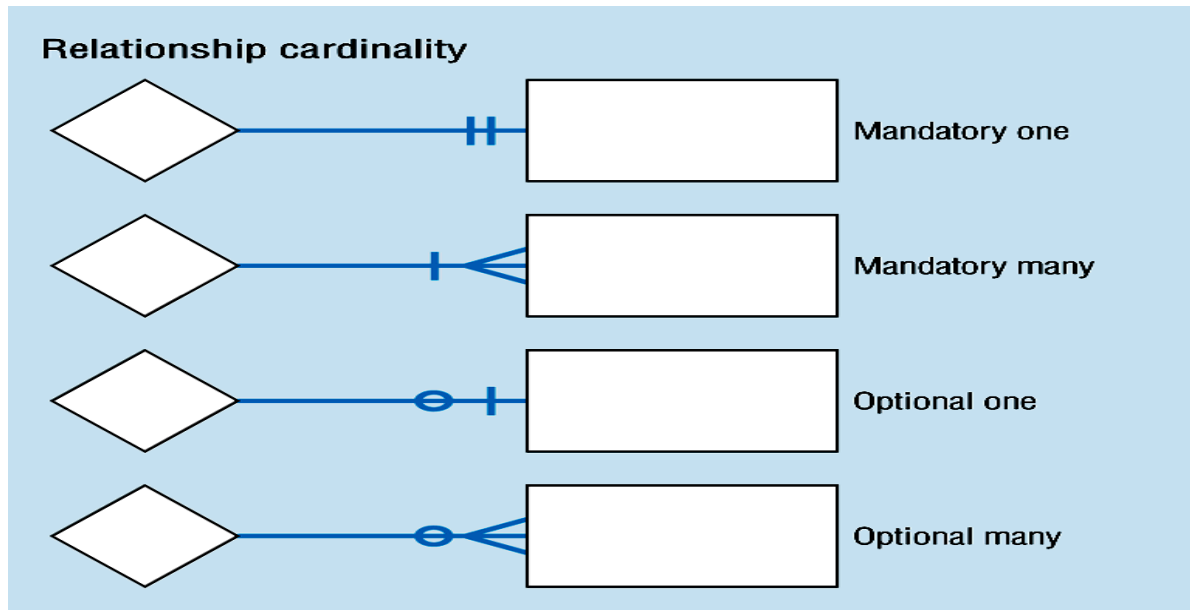 Relationship cardinality
Mandatory one
Mandatory many
Optional one
Optional many